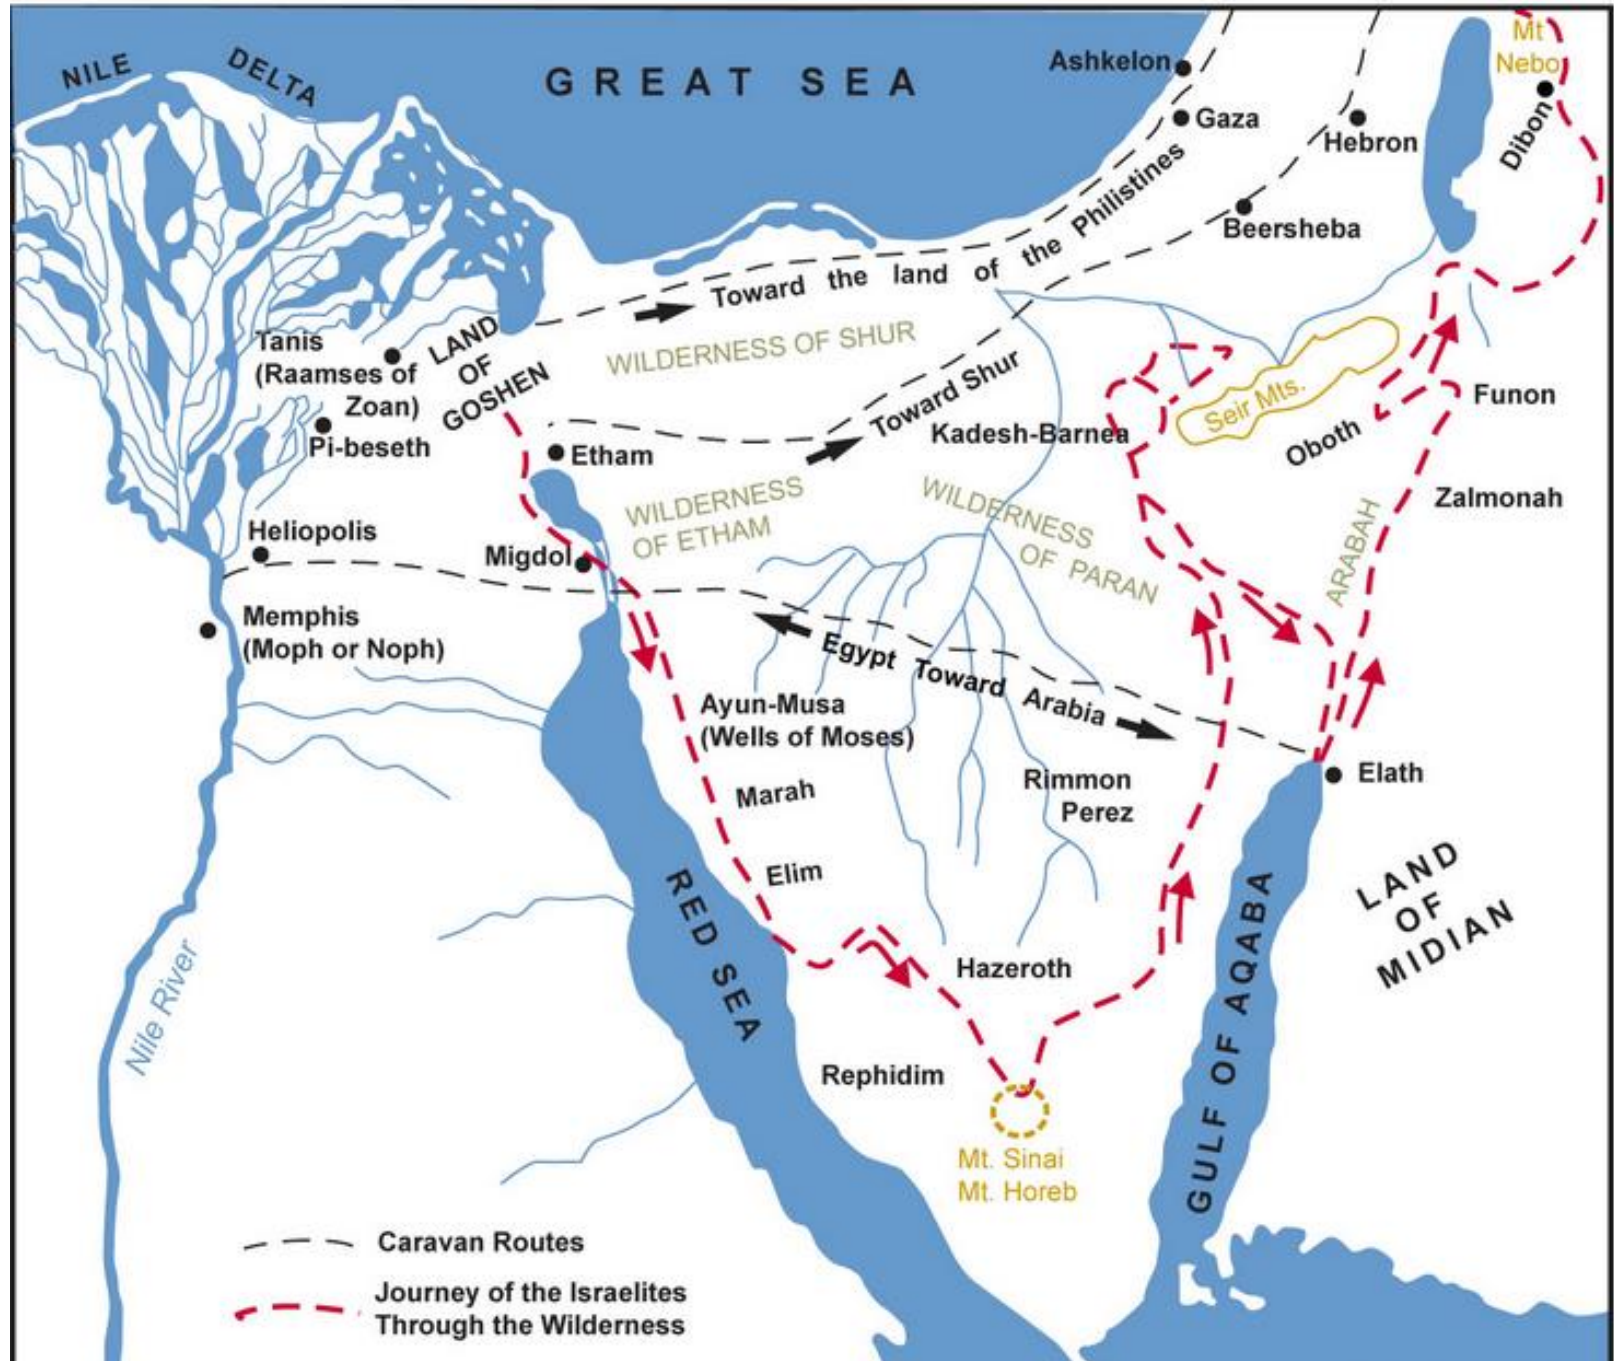 NILE DELTA
GREAT SEA
Ashkelon
Gaza
Hebron
Beersheba
Mt
Nebo
Dibon
Toward the land of the Philistines
WILDERNESS OF SHUR
Tanis
(Raamses of
Zoan)
LAND
OF
GOSHEN
Pi-beseth
Etham
Toward Shur
Kadesh-Barnea
Seir Mts.
Oboth
Funon
Zalmonah
WILDERNESS
OF ETHAM
WILDERNESS
OF PARAN
ARABAH
Heliopolis
Migdol
Memphis
(Moph or Noph)
Egypt Toward Arabia
Ayun-Musa
(Wells of Moses)
Marah
Rimmon
Perez
Elath
Elim
RED SEA
Hazeroth
LAND
OF
MIDIAN
GULF OF AQABA
Nile River
Rephidim
Mt. Sinai
Mt. Horeb
Caravan Routes
Journey of the Israelites
Through the Wilderness